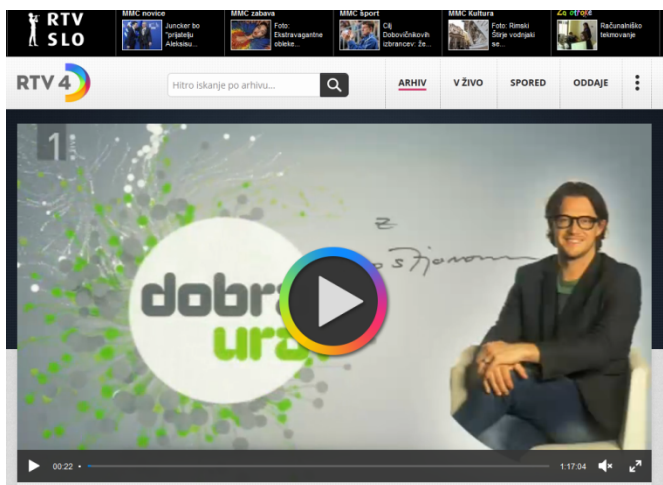 RTV
SLO
MMC novice
Juncker bo
"prijatelju
Aleksisu...
MMC zabava
Foto:
Ekstravagantne
obleke...
MMC šport
Cilj
Dobovičnikovih
izbrancev: že...
MMC Kultura
Foto: Rimski
Štirje vodnjaki
se...
Za otroke
Računalniško
tekmovanje
RTV 4
Hitro iskanje po arhivu...
ARHIV
V ŽIVO
SPORED
ODDAJE
1
z
dobra
ura
00:22
1:17:04